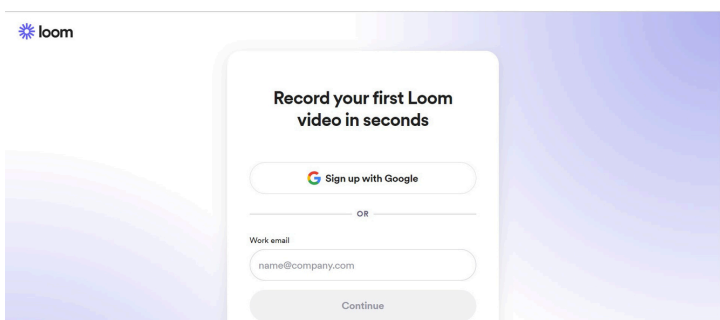 loom
Record your first Loom
video in seconds
Sign up with Google
OR
Work email
name@company.com
Continue